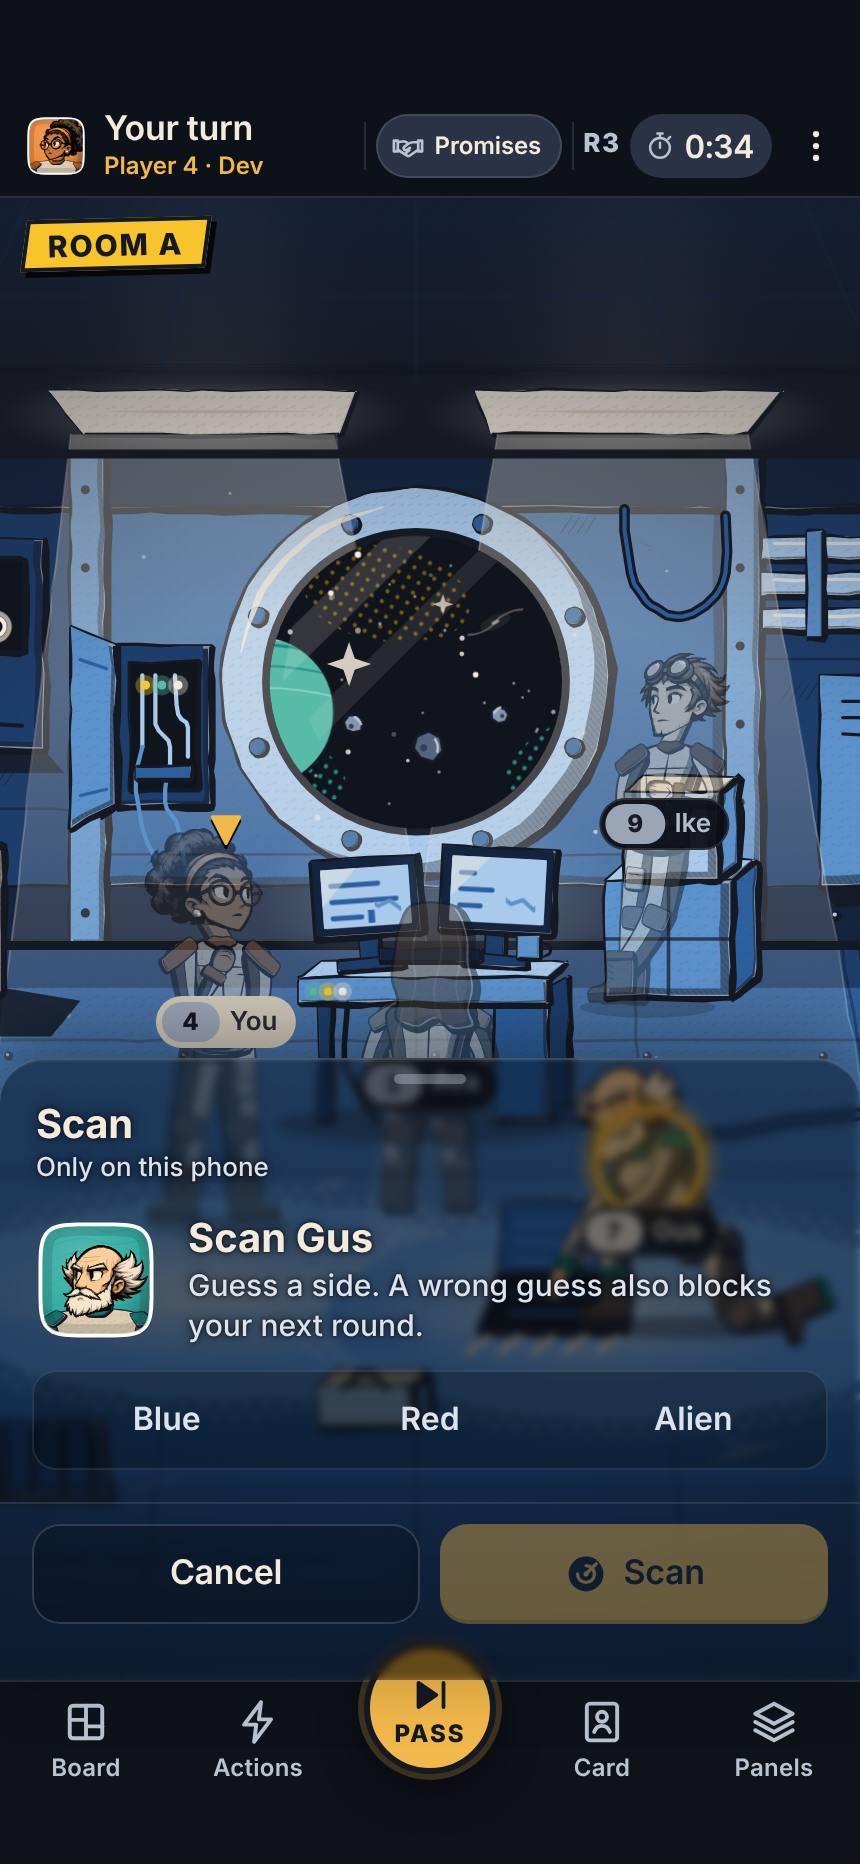 Your turn
Player 4 · Dev
Promises
R3
0:34
ROOM A
9 Ike
4 You
Scan
Only on this phone
7 Gus
Scan Gus
Guess a side. A wrong guess also blocks
your next round.
Blue
Red
Alien
Cancel
Scan
PASS
Board
Actions
Card
Panels